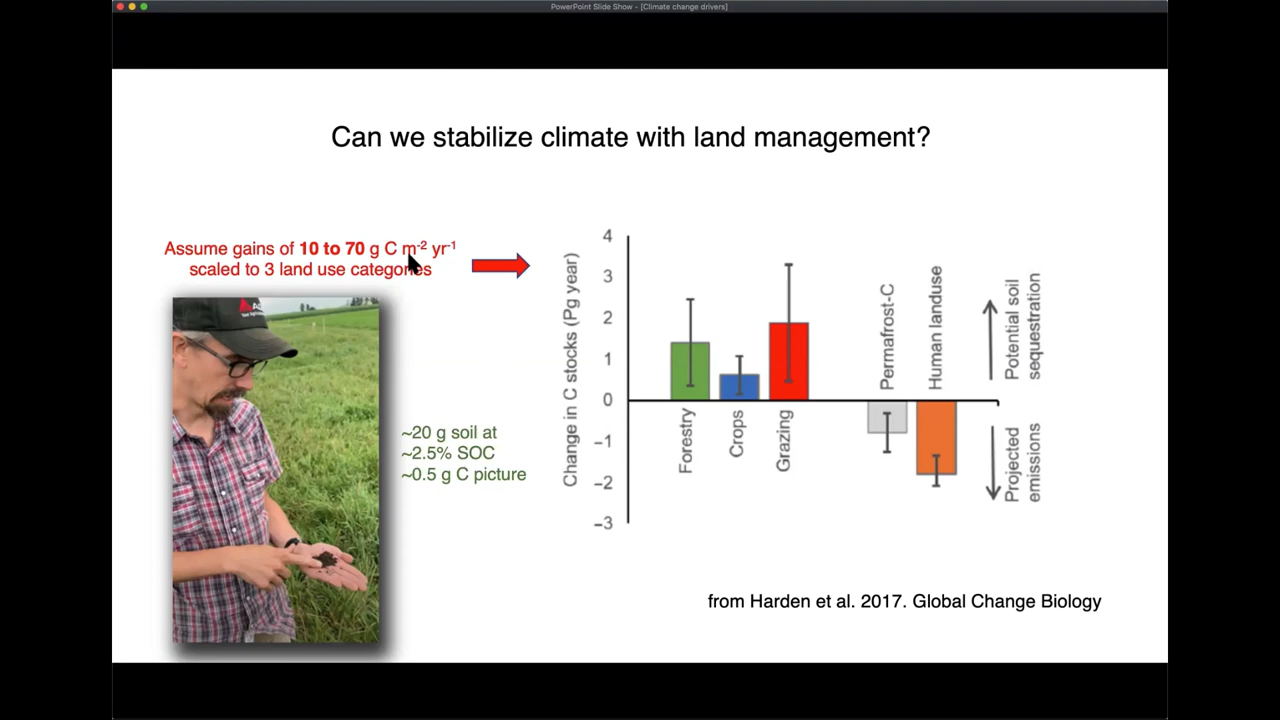 PowerPoint Slide Show - [Climate change drivers]
Can we stabilize climate with land management?
Assume gains of 10 to 70 g C m⁻² yr⁻¹
scaled to 3 land use categories
~20 g soil at
~2.5% SOC
~0.5 g C picture
Change in C stocks (Pg year)
4
3
2
1
0
−1
−2
−3
Forestry
Crops
Grazing
Permafrost-C
Human landuse
Potential soil
sequestration
Projected
emissions
from Harden et al. 2017. Global Change Biology